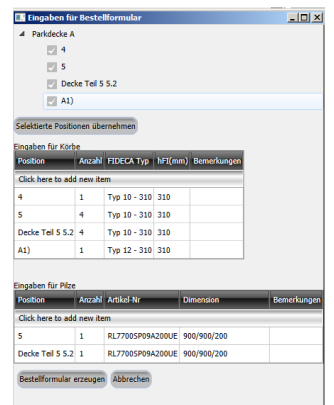 Eingaben für Bestellformular
Parkdecke A
4
5
Decke Teil 5 5.2
A1)
Selektierte Positionen übernehmen
Eingaben für Körbe
Position Anzahl FIDECA Typ hFI(mm) Bemerkungen
Click here to add new item
4 1 Typ 10 - 310 310
5 4 Typ 10 - 310 310
Decke Teil 5 5.2 4 Typ 10 - 310 310
A1) 1 Typ 12 - 310 310
Eingaben für Pilze
Position Anzahl Artikel-Nr Dimension Bemerkungen
Click here to add new item
5 1 RL7700SP09A200UE 900/900/200
Decke Teil 5 5.2 1 RL7700SP09A200UE 900/900/200
Bestellformular erzeugen Abbrechen